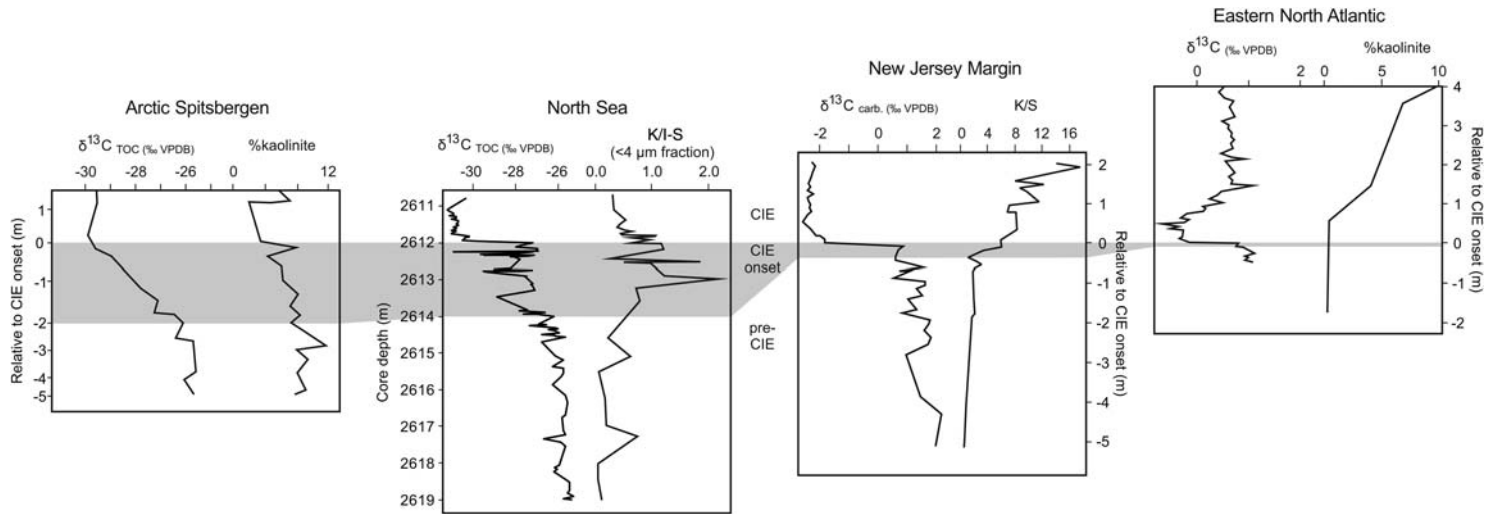 Arctic Spitsbergen
δ13C TOC (‰ VPDB)
%kaolinite
-30 -28 -26 0 12
Relative to CIE onset (m)
1
0
-1
-2
-3
-4
-5
North Sea
δ13C TOC (‰ VPDB)
K/I-S
(<4 μm fraction)
-30 -28 -26 0.0 1.0 2.0
Core depth (m)
2611
2612
2613
2614
2615
2616
2617
2618
2619
CIE
CIE
onset
pre-
CIE
New Jersey Margin
δ13C carb. (‰ VPDB)
K/S
-2 0 2 0 4 8 12 16
2
1
0
-1
-2
-3
-4
-5
Relative to CIE onset (m)
Eastern North Atlantic
δ13C (‰ VPDB)
%kaolinite
0 2 0 5 10
4
3
2
1
0
-1
-2
Relative to CIE onset (m)